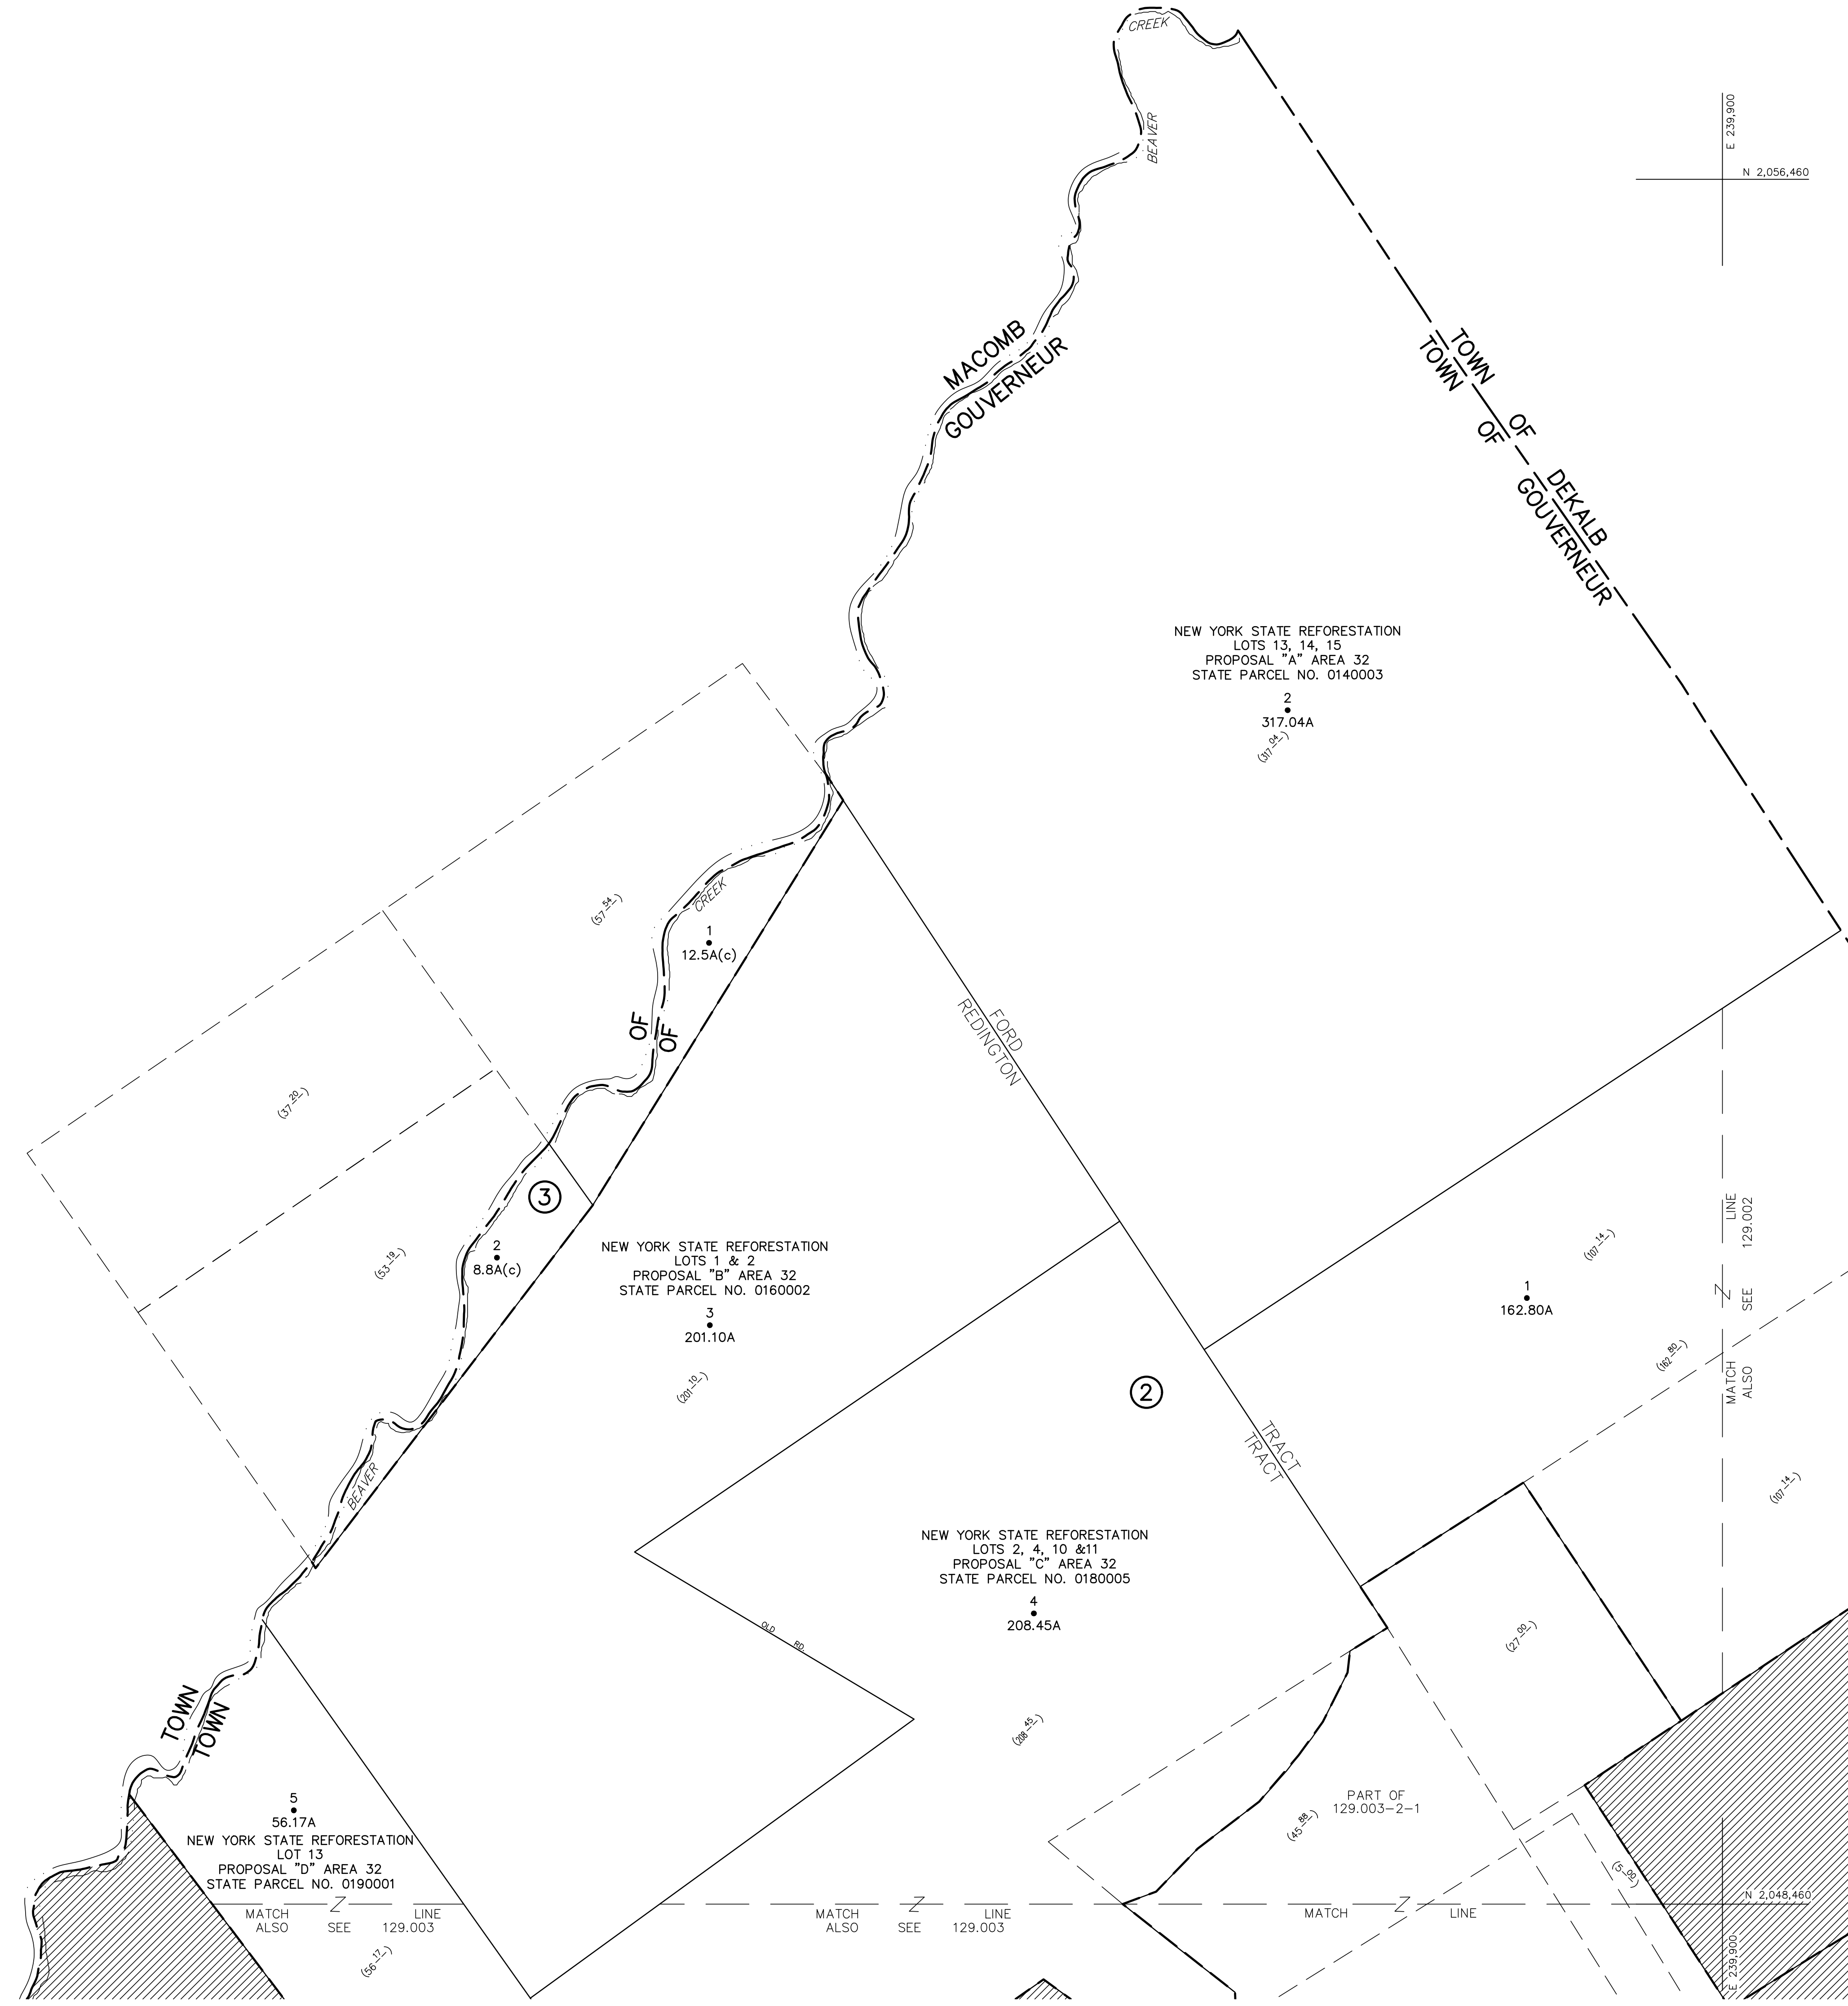 CREEK
BEAVER
E 239,900
N 2,056,460
MACOMB
GOUVERNEUR
TOWN OF DEKALB
TOWN OF GOUVERNEUR
NEW YORK STATE REFORESTATION
LOTS 13, 14, 15
PROPOSAL "A" AREA 32
STATE PARCEL NO. 0140003
2
317.04A
(317 04)
(57 54)
CREEK
1
12.5A(c)
OF
OF
FORD
REDINGTON
(37 20)
3
(53 19)
2
8.8A(c)
NEW YORK STATE REFORESTATION
LOTS 1 & 2
PROPOSAL "B" AREA 32
STATE PARCEL NO. 0160002
3
201.10A
(201 10)
(107 14)
1
162.80A
(162 80)
MATCH Z LINE
ALSO SEE 129.002
2
TRACT
TRACT
(107 14)
BEAVER
NEW YORK STATE REFORESTATION
LOTS 2, 4, 10 &11
PROPOSAL "C" AREA 32
STATE PARCEL NO. 0180005
4
208.45A
OLD RD.
(27 00)
(208 45)
TOWN
TOWN
PART OF
129.003-2-1
(45 88)
(5 00)
5
56.17A
NEW YORK STATE REFORESTATION
LOT 13
PROPOSAL "D" AREA 32
STATE PARCEL NO. 0190001
MATCH Z LINE
ALSO SEE 129.003
MATCH Z LINE
ALSO SEE 129.003
MATCH Z LINE
N 2,048,460
E 239,900
(56 17)